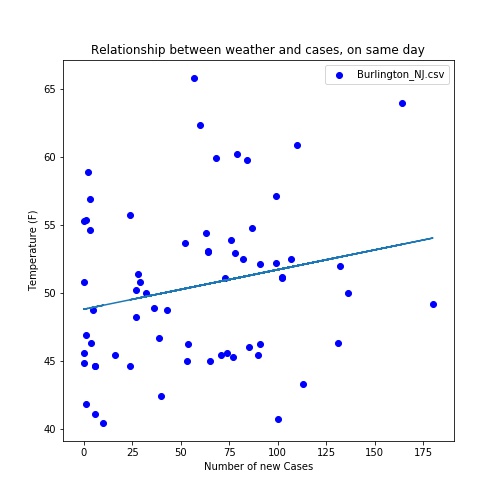 Relationship between weather and cases, on same day
Burlington_NJ.csv
65
60
55
50
45
40
Temperature (F)
0 25 50 75 100 125 150 175
Number of new Cases